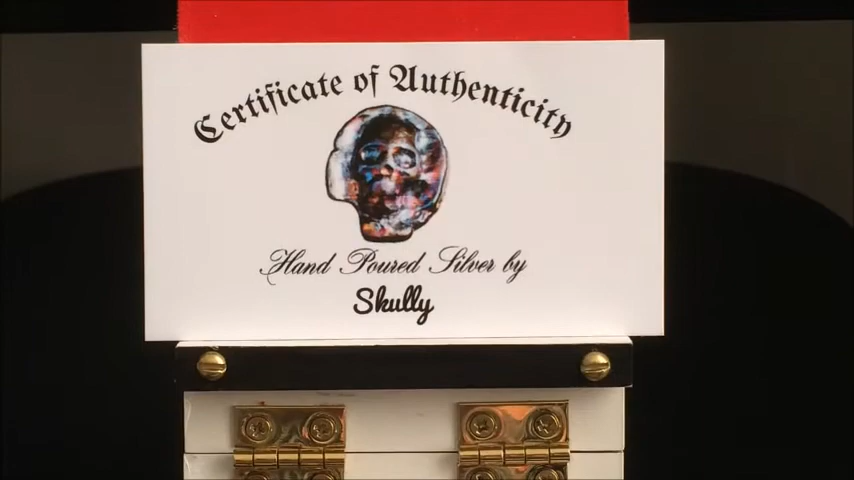 Certificate of Authenticity
Hand Poured Silver by
Skully